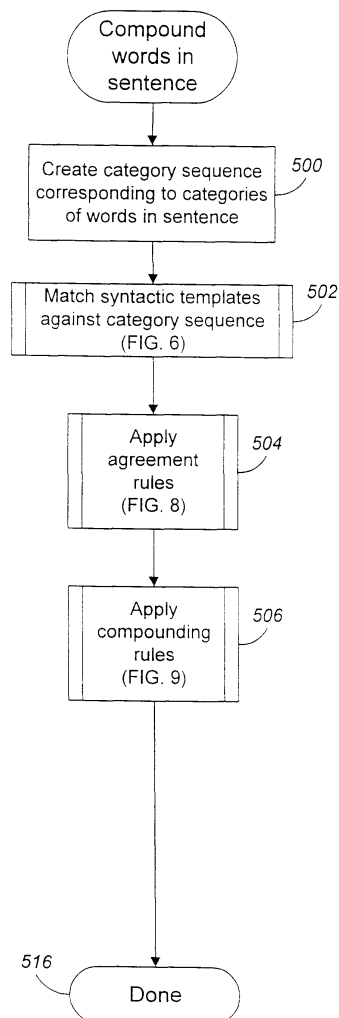 Compound
words in
sentence
Create category sequence
corresponding to categories
of words in sentence
500
Match syntactic templates
against category sequence
(FIG. 6)
502
Apply
agreement
rules
(FIG. 8)
504
Apply
compounding
rules
(FIG. 9)
506
516
Done